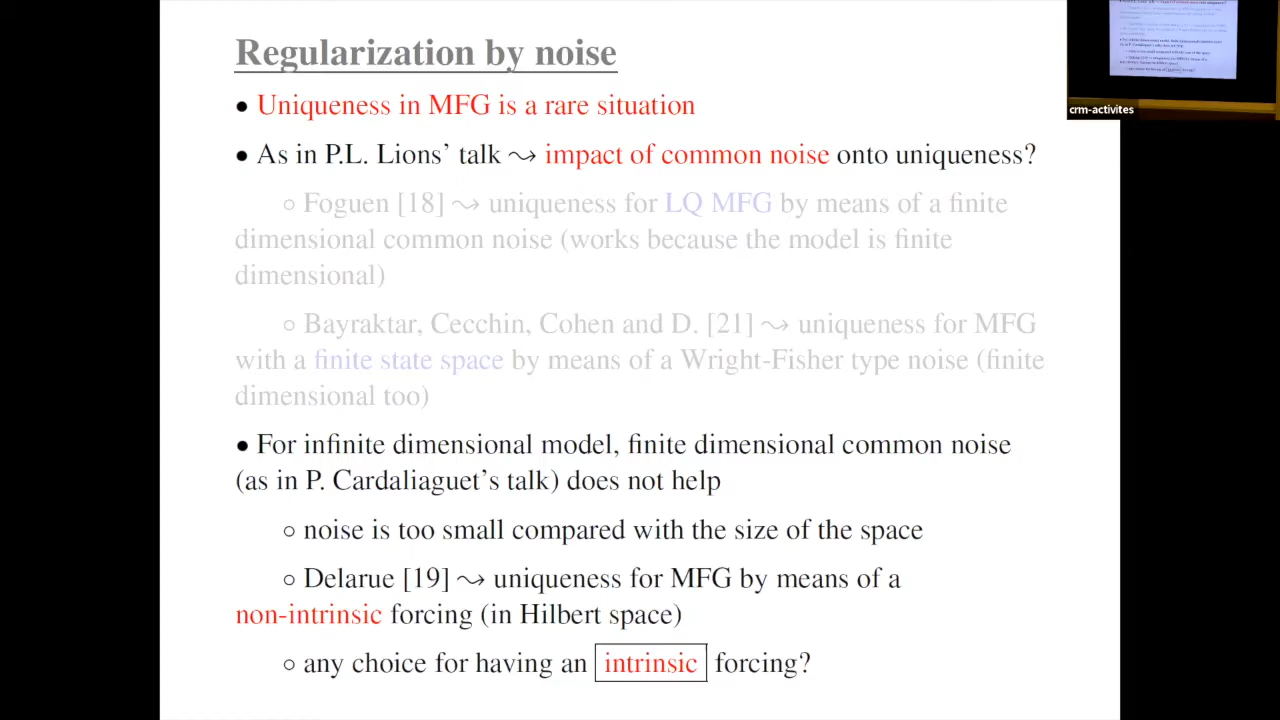 Regularization by noise
• Uniqueness in MFG is a rare situation
• As in P.L. Lions' talk ⤳ impact of common noise onto uniqueness?
○ Foguen [18] ⤳ uniqueness for LQ MFG by means of a finite
dimensional common noise (works because the model is finite
dimensional)
○ Bayraktar, Cecchin, Cohen and D. [21] ⤳ uniqueness for MFG
with a finite state space by means of a Wright-Fisher type noise (finite
dimensional too)
• For infinite dimensional model, finite dimensional common noise
(as in P. Cardaliaguet's talk) does not help
○ noise is too small compared with the size of the space
○ Delarue [19] ⤳ uniqueness for MFG by means of a
non-intrinsic forcing (in Hilbert space)
○ any choice for having an intrinsic forcing?
crm-activites